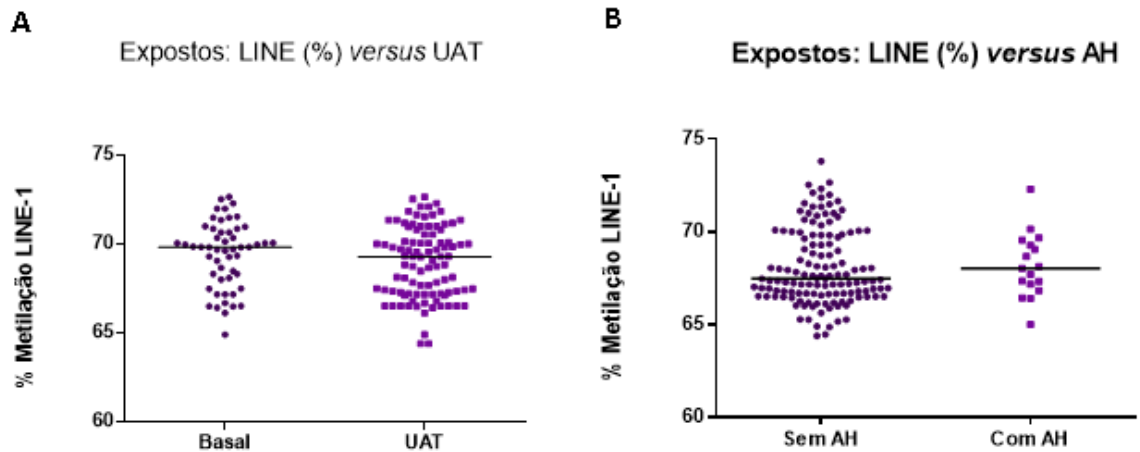 A
Expostos: LINE (%) versus UAT
% Metilação LINE-1
75
70
65
60
Basal
UAT
B
Expostos: LINE (%) versus AH
% Metilação LINE-1
75
70
65
60
Sem AH
Com AH